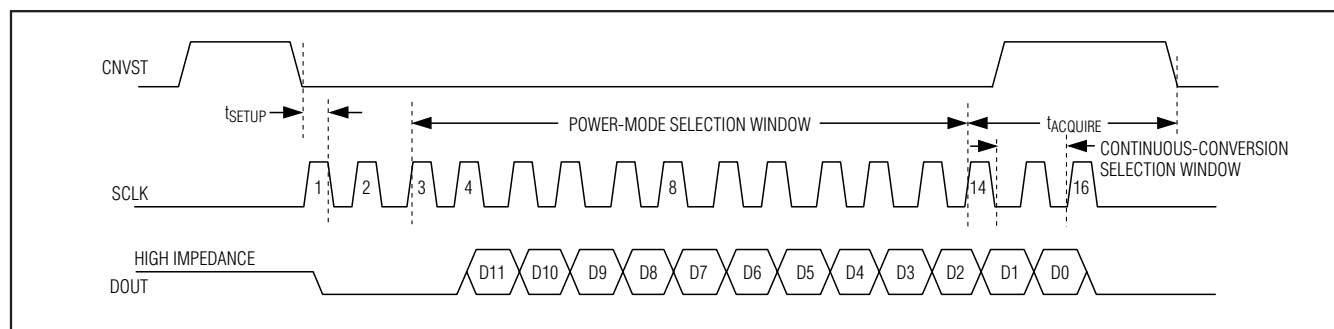 CNVST
tSETUP
POWER-MODE SELECTION WINDOW
tACQUIRE
CONTINUOUS-CONVERSION
SELECTION WINDOW
SCLK
1 2 3 4 8 14 16
HIGH IMPEDANCE
DOUT
D11 D10 D9 D8 D7 D6 D5 D4 D3 D2 D1 D0